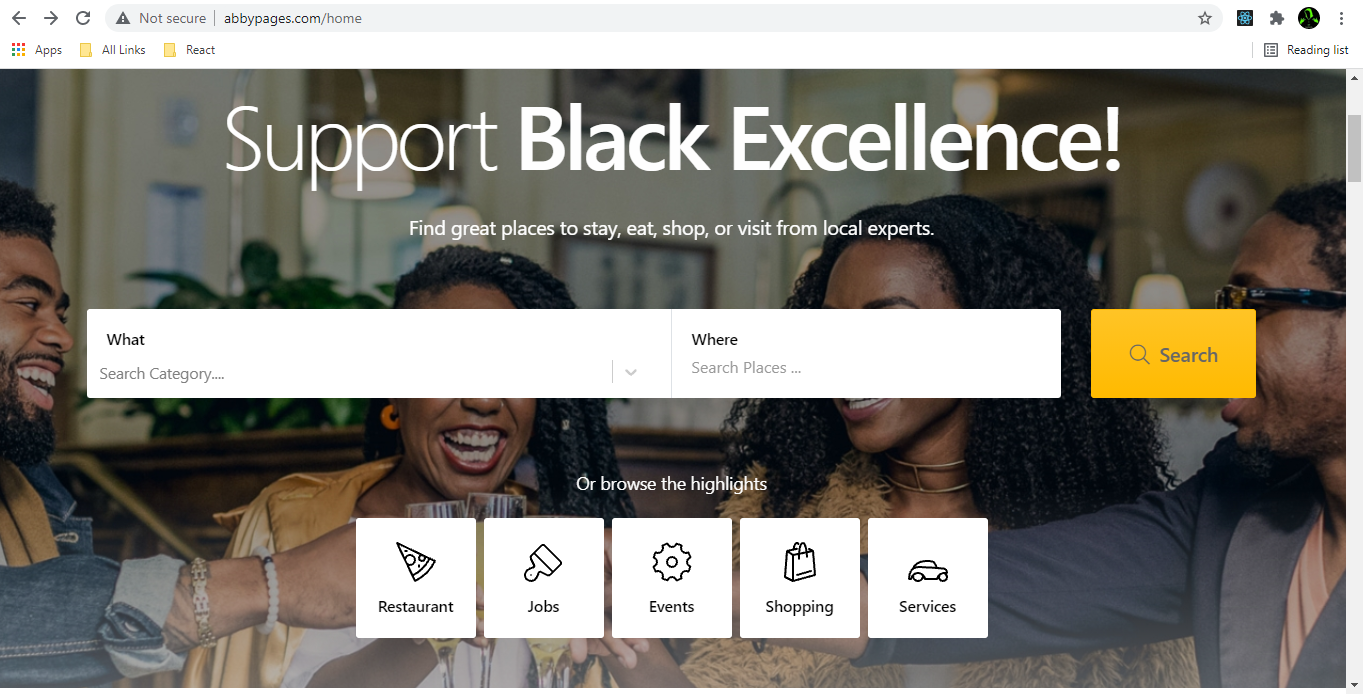 Not secure | abbypages.com/home
Apps All Links React Reading list
Support Black Excellence!
Find great places to stay, eat, shop, or visit from local experts.
What
Search Category....
Where
Search Places ...
Search
Or browse the highlights
Restaurant
Jobs
Events
Shopping
Services